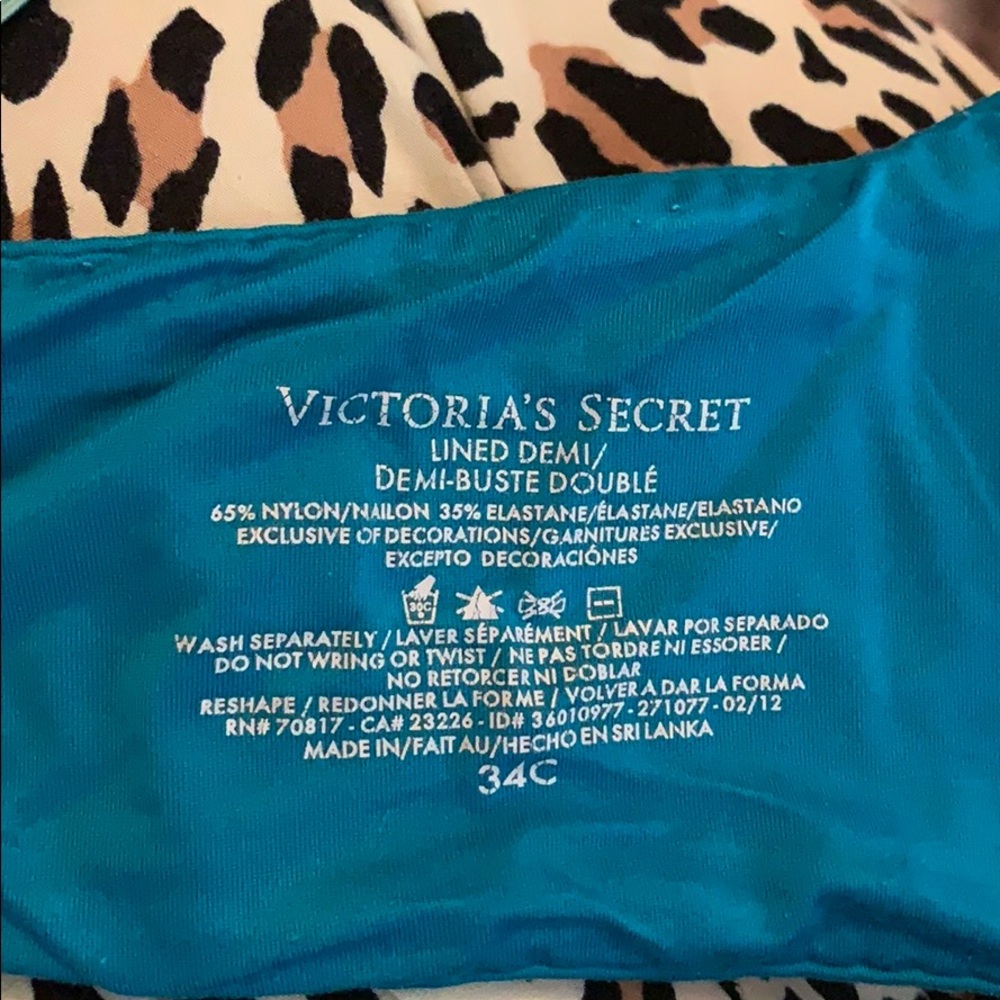 VICTORIA'S SECRET
LINED DEMI/
DEMI-BUSTE DOUBLÉ
65% NYLON/NAILON 35% ELASTANE/ÉLASTANE/ELASTANO
EXCLUSIVE OF DECORATIONS/GARNITURES EXCLUSIVE/
EXCEPTO DECORACIÓNES
30C
WASH SEPARATELY / LAVER SÉPARÉMENT / LAVAR POR SEPARADO
DO NOT WRING OR TWIST / NE PAS TORDRE NI ESSORER /
NO RETORCER NI DOBLAR
RESHAPE / REDONNER LA FORME / VOLVER A DAR LA FORMA
RN# 70817 - CA# 23226 - ID# 36010977 - 271077 - 02/12
MADE IN/FAIT AU/HECHO EN SRI LANKA
34C